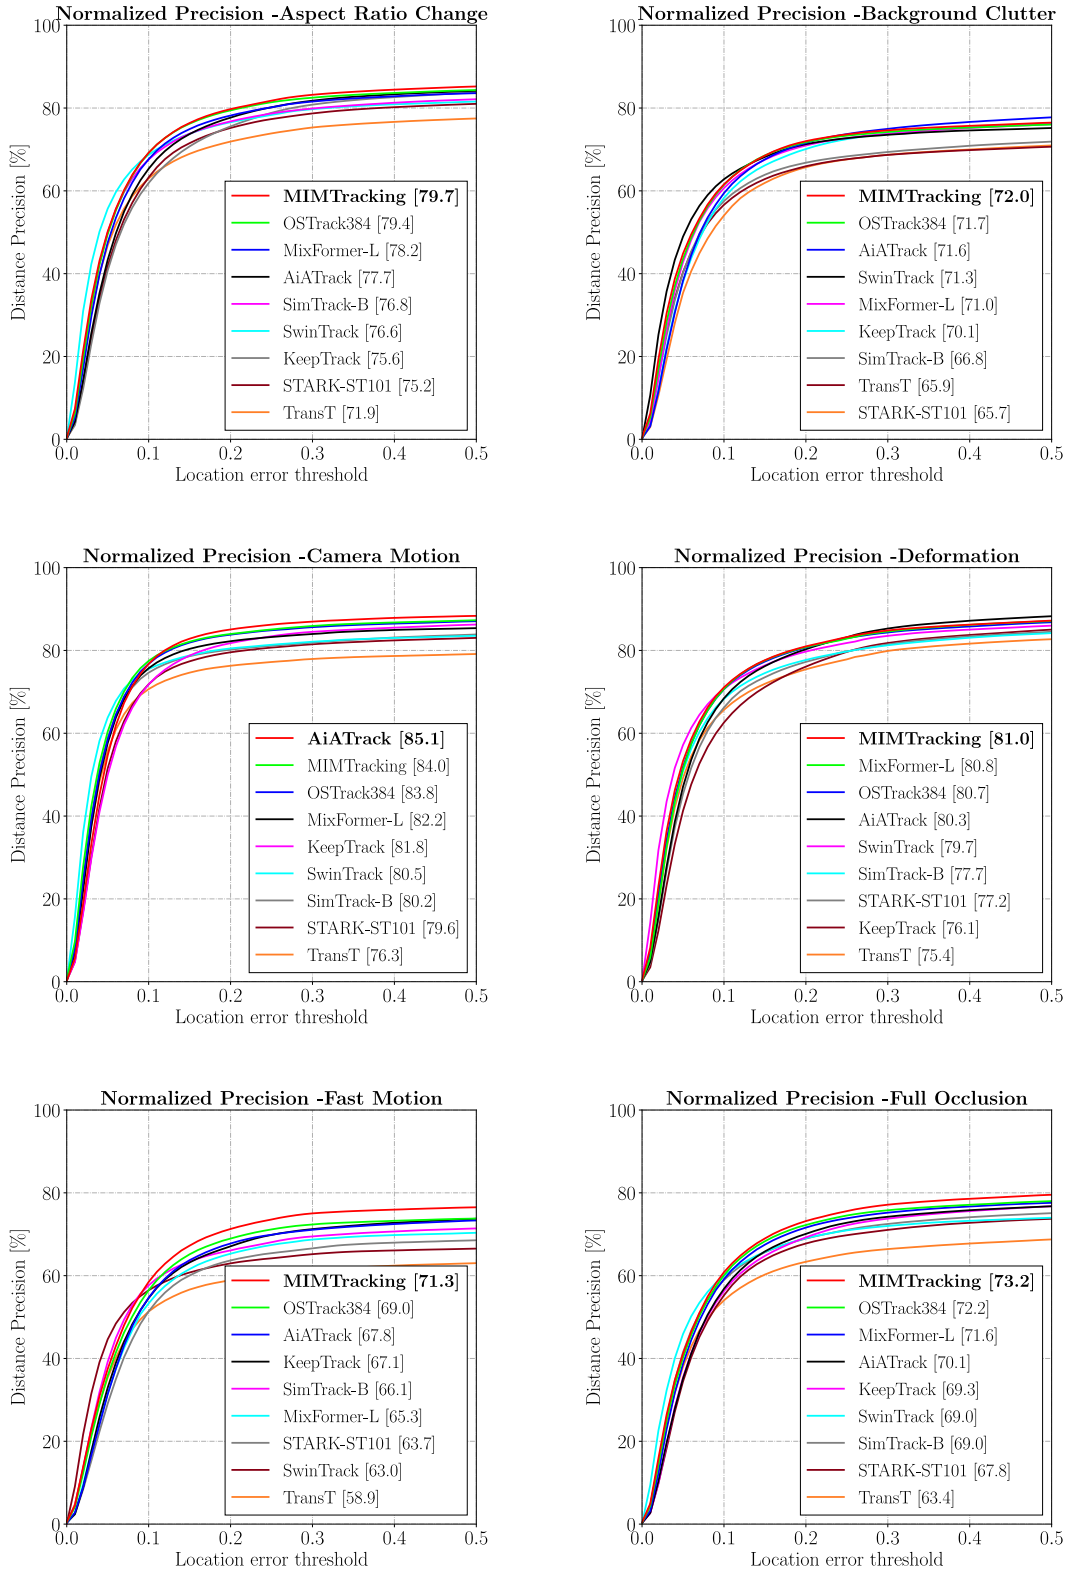 Normalized Precision -Aspect Ratio Change
100
80
60
40
20
0
Distance Precision [%]
MIMTracking [79.7]
OSTrack384 [79.4]
MixFormer-L [78.2]
AiATrack [77.7]
SimTrack-B [76.8]
SwinTrack [76.6]
KeepTrack [75.6]
STARK-ST101 [75.2]
TransT [71.9]
0.0 0.1 0.2 0.3 0.4 0.5
Location error threshold
Normalized Precision -Background Clutter
100
80
60
40
20
0
Distance Precision [%]
MIMTracking [72.0]
OSTrack384 [71.7]
AiATrack [71.6]
SwinTrack [71.3]
MixFormer-L [71.0]
KeepTrack [70.1]
SimTrack-B [66.8]
TransT [65.9]
STARK-ST101 [65.7]
0.0 0.1 0.2 0.3 0.4 0.5
Location error threshold
Normalized Precision -Camera Motion
100
80
60
40
20
0
Distance Precision [%]
AiATrack [85.1]
MIMTracking [84.0]
OSTrack384 [83.8]
MixFormer-L [82.2]
KeepTrack [81.8]
SwinTrack [80.5]
SimTrack-B [80.2]
STARK-ST101 [79.6]
TransT [76.3]
0.0 0.1 0.2 0.3 0.4 0.5
Location error threshold
Normalized Precision -Deformation
100
80
60
40
20
0
Distance Precision [%]
MIMTracking [81.0]
MixFormer-L [80.8]
OSTrack384 [80.7]
AiATrack [80.3]
SwinTrack [79.7]
SimTrack-B [77.7]
STARK-ST101 [77.2]
KeepTrack [76.1]
TransT [75.4]
0.0 0.1 0.2 0.3 0.4 0.5
Location error threshold
Normalized Precision -Fast Motion
100
80
60
40
20
0
Distance Precision [%]
MIMTracking [71.3]
OSTrack384 [69.0]
AiATrack [67.8]
KeepTrack [67.1]
SimTrack-B [66.1]
MixFormer-L [65.3]
STARK-ST101 [63.7]
SwinTrack [63.0]
TransT [58.9]
0.0 0.1 0.2 0.3 0.4 0.5
Location error threshold
Normalized Precision -Full Occlusion
100
80
60
40
20
0
Distance Precision [%]
MIMTracking [73.2]
OSTrack384 [72.2]
MixFormer-L [71.6]
AiATrack [70.1]
KeepTrack [69.3]
SwinTrack [69.0]
SimTrack-B [69.0]
STARK-ST101 [67.8]
TransT [63.4]
0.0 0.1 0.2 0.3 0.4 0.5
Location error threshold